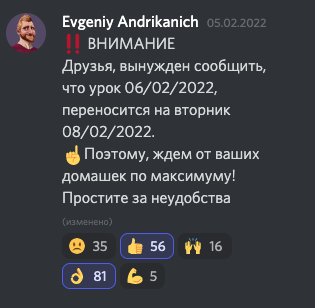 Evgeniy Andrikanich 05.02.2022
‼️ ВНИМАНИЕ
Друзья, вынужден сообщить,
что урок 06/02/2022,
переносится на вторник
08/02/2022.
☝️Поэтому, ждем от ваших
домашек по максимуму!
Простите за неудобства
(изменено)
🙁 35 👍 56 🙌 16
👌 81 💪 5